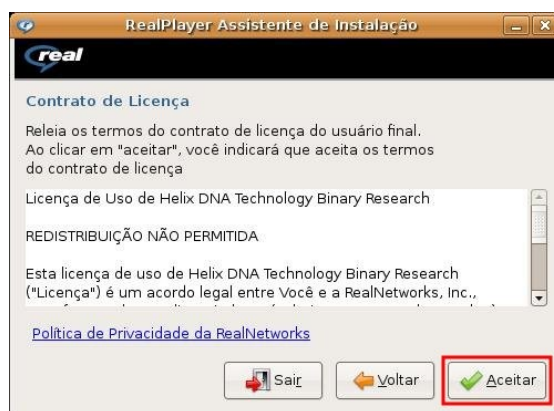 RealPlayer Assistente de Instalação
real
Contrato de Licença
Releia os termos do contrato de licença do usuário final.
Ao clicar em "aceitar", você indicará que aceita os termos
do contrato de licença
Licença de Uso de Helix DNA Technology Binary Research
REDISTRIBUIÇÃO NÃO PERMITIDA
Esta licença de uso de Helix DNA Technology Binary Research
("Licença") é um acordo legal entre Você e a RealNetworks, Inc.,
Política de Privacidade da RealNetworks
Sair
Voltar
Aceitar